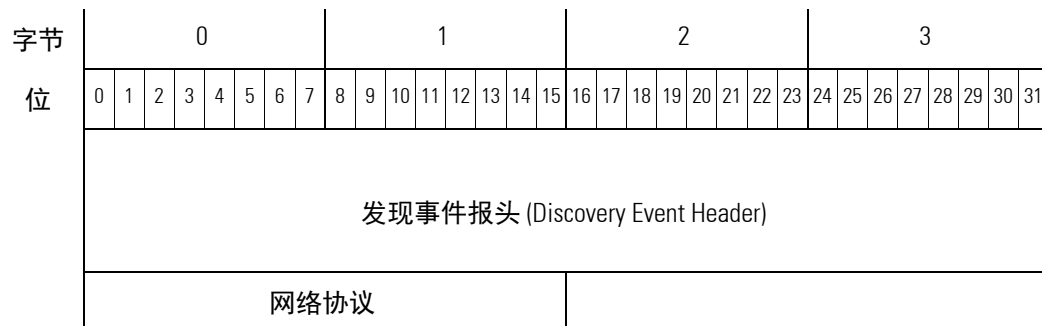 字节 0 1 2 3
位 0 1 2 3 4 5 6 7 8 9 10 11 12 13 14 15 16 17 18 19 20 21 22 23 24 25 26 27 28 29 30 31
发现事件报头 (Discovery Event Header)
网络协议